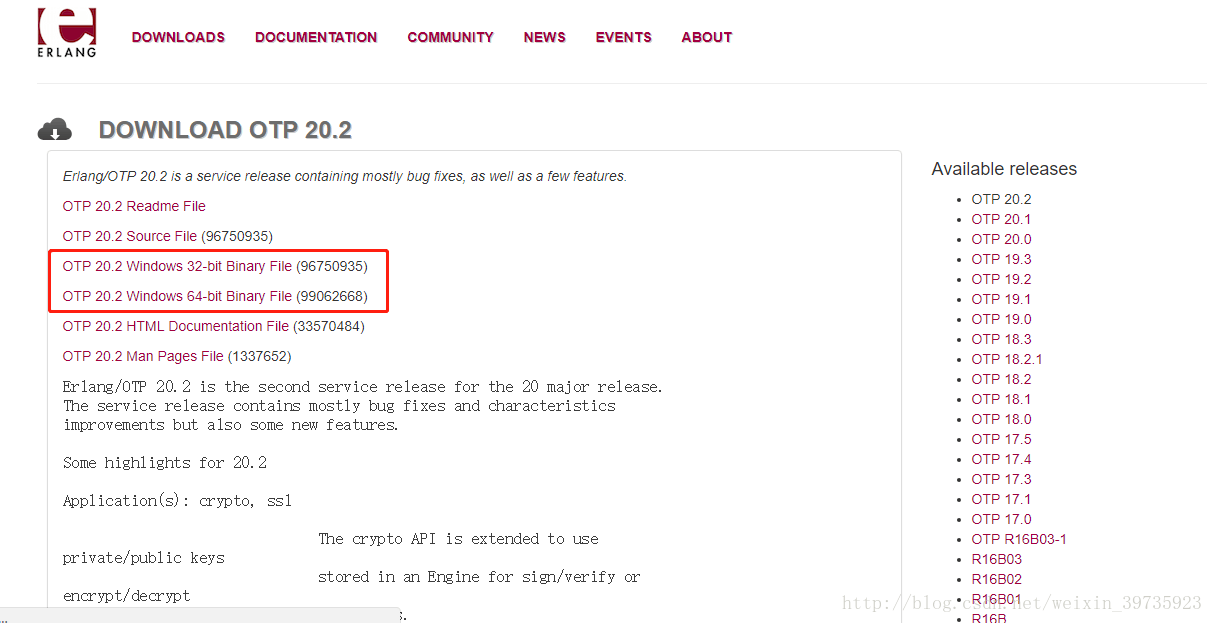 ERLANG
DOWNLOADS DOCUMENTATION COMMUNITY NEWS EVENTS ABOUT
DOWNLOAD OTP 20.2
Erlang/OTP 20.2 is a service release containing mostly bug fixes, as well as a few features.
OTP 20.2 Readme File
OTP 20.2 Source File (96750935)
OTP 20.2 Windows 32-bit Binary File (96750935)
OTP 20.2 Windows 64-bit Binary File (99062668)
OTP 20.2 HTML Documentation File (33570484)
OTP 20.2 Man Pages File (1337652)
Erlang/OTP 20.2 is the second service release for the 20 major release.
The service release contains mostly bug fixes and characteristics
improvements but also some new features.
Some highlights for 20.2
Application(s): crypto, ssl
The crypto API is extended to use
private/public keys
stored in an Engine for sign/verify or
encrypt/decrypt
s.
...
Available releases
OTP 20.2
OTP 20.1
OTP 20.0
OTP 19.3
OTP 19.2
OTP 19.1
OTP 19.0
OTP 18.3
OTP 18.2.1
OTP 18.2
OTP 18.1
OTP 18.0
OTP 17.5
OTP 17.4
OTP 17.3
OTP 17.1
OTP 17.0
OTP R16B03-1
R16B03
R16B02
R16B01
R16B
http://blog.csdn.net/weixin_39735923